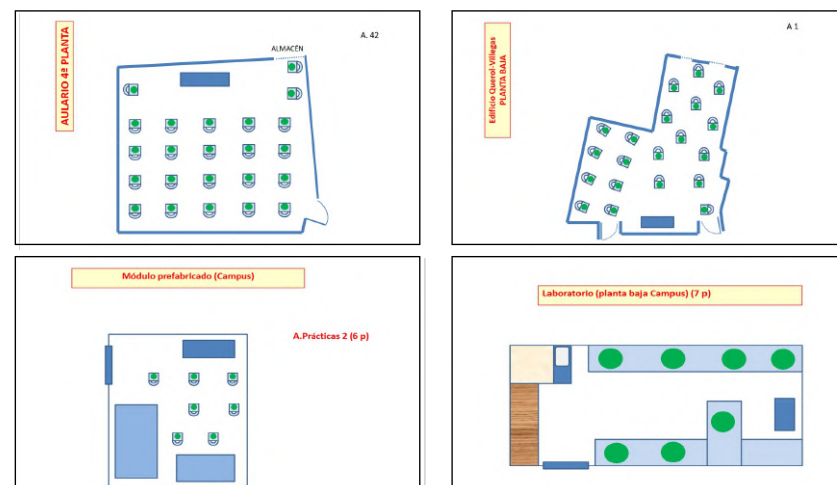 AULARIO 4ª PLANTA
A. 42
ALMACÉN
Edificio Querol-Villegas
PLANTA BAJA
A 1
Módulo prefabricado (Campus)
A.Prácticas 2 (6 p)
Laboratorio (planta baja Campus) (7 p)